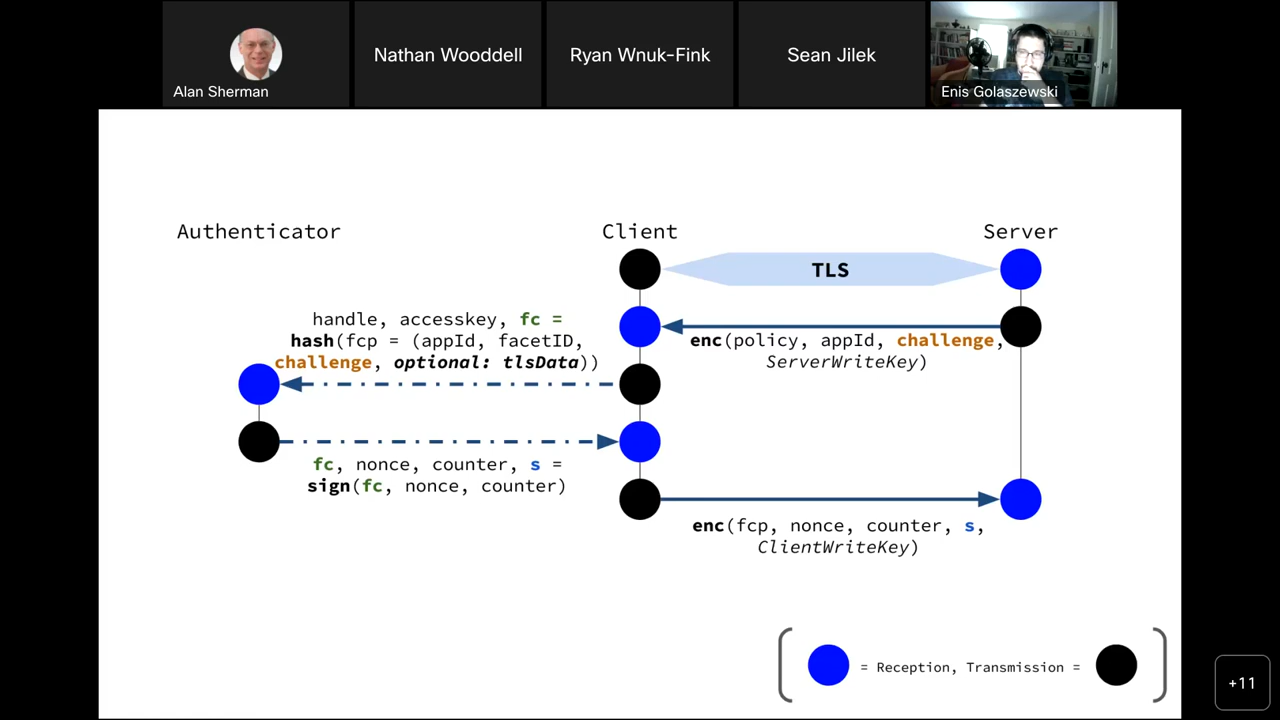 Alan Sherman
Nathan Wooddell
Ryan Wnuk-Fink
Sean Jilek
Enis Golaszewski
Authenticator
Client
Server
TLS
handle, accesskey, fc =
hash(fcp = (appId, facetID,
challenge, optional: tlsData))
enc(policy, appId, challenge,
ServerWriteKey)
fc, nonce, counter, s =
sign(fc, nonce, counter)
enc(fcp, nonce, counter, s,
ClientWriteKey)
= Reception, Transmission =
+11